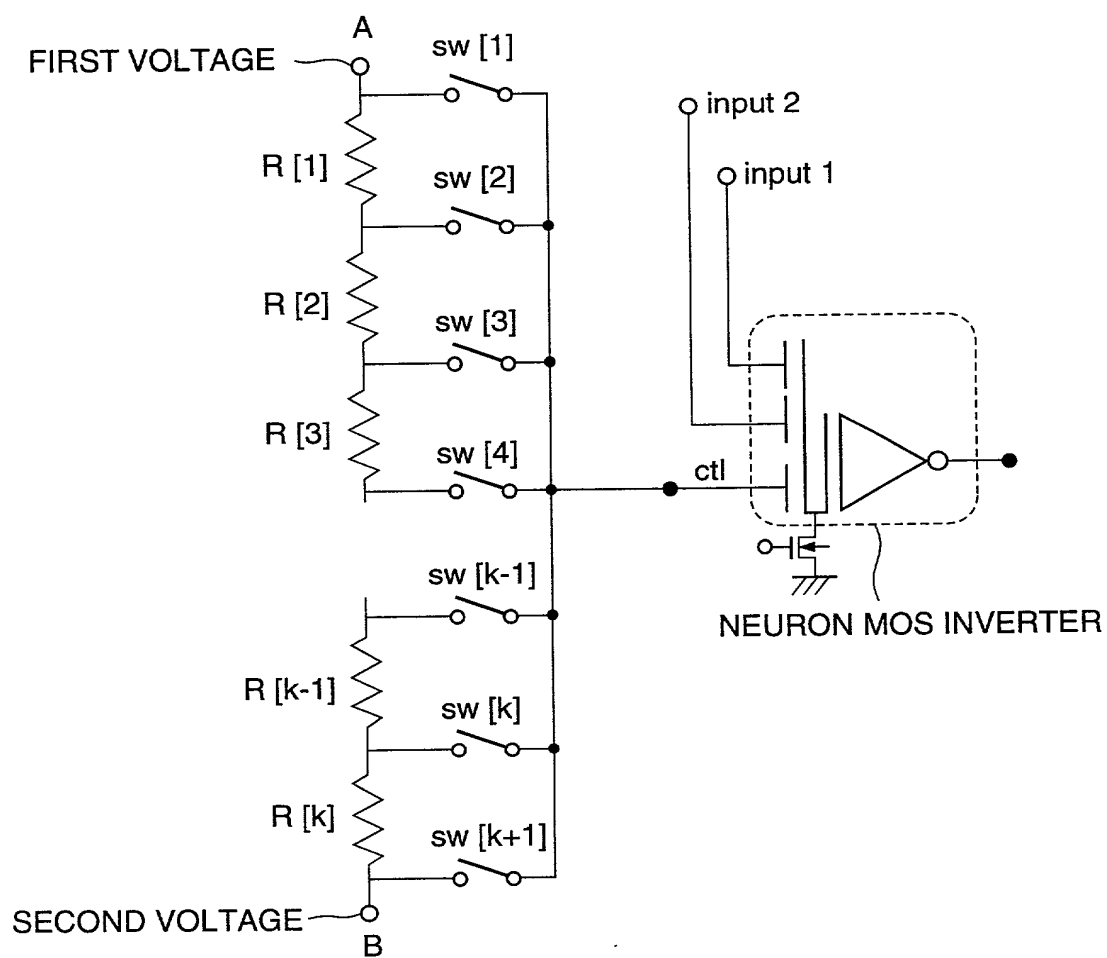 A
FIRST VOLTAGE
sw [1]
input 2
R [1]
sw [2]
input 1
R [2]
sw [3]
R [3]
sw [4]
ctl
sw [k-1]
NEURON MOS INVERTER
R [k-1]
sw [k]
R [k]
sw [k+1]
SECOND VOLTAGE
B